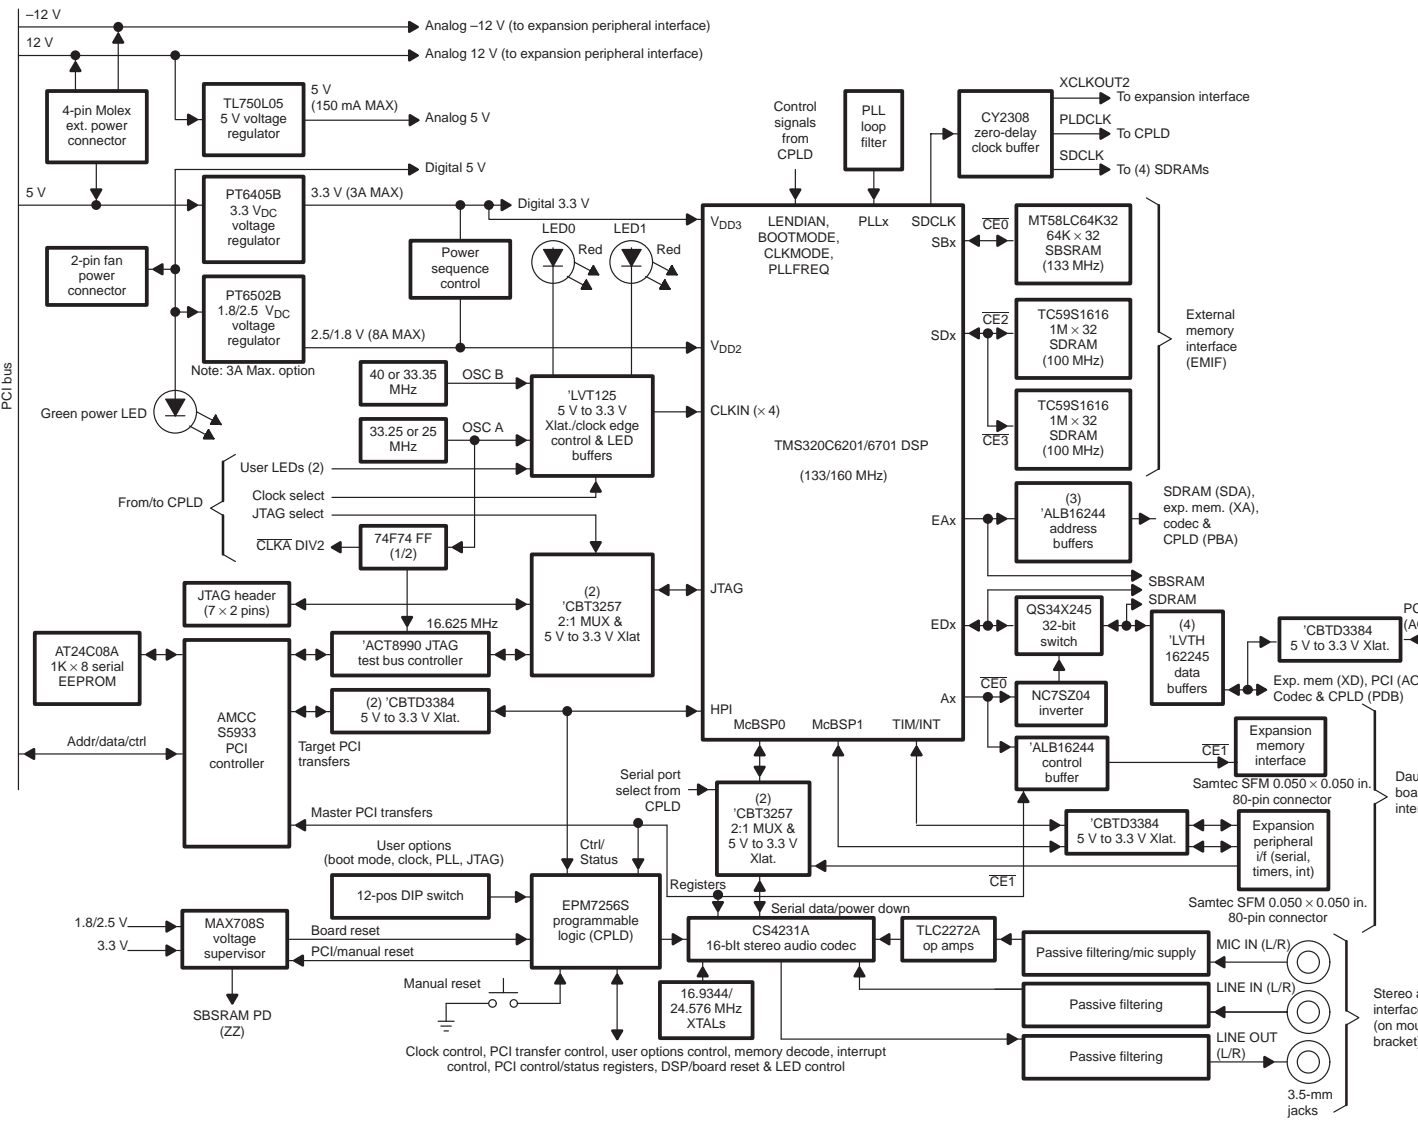 –12 V
Analog –12 V (to expansion peripheral interface)
12 V
Analog 12 V (to expansion peripheral interface)
4-pin Molex
ext. power
connector
TL750L05
5 V voltage
regulator
5 V
(150 mA MAX)
Analog 5 V
Digital 5 V
5 V
PT6405B
3.3 VDC
voltage
regulator
3.3 V (3A MAX)
Digital 3.3 V
2-pin fan
power
connector
PT6502B
1.8/2.5 VDC
voltage
regulator
2.5/1.8 V (8A MAX)
Note: 3A Max. option
Power
sequence
control
LED0
Red
LED1
Red
Green power LED
PCI bus
40 or 33.35
MHz
OSC B
33.25 or 25
MHz
OSC A
'LVT125
5 V to 3.3 V
Xlat./clock edge
control & LED
buffers
User LEDs (2)
Clock select
JTAG select
From/to CPLD
CLKA DIV2
74F74 FF
(1/2)
JTAG header
(7 × 2 pins)
16.625 MHz
(2)
'CBT3257
2:1 MUX &
5 V to 3.3 V Xlat
AT24C08A
1K × 8 serial
EEPROM
'ACT8990 JTAG
test bus controller
(2) 'CBTD3384
5 V to 3.3 V Xlat.
AMCC
S5933
PCI
controller
Addr/data/ctrl
Target PCI
transfers
Master PCI transfers
Control
signals
from
CPLD
PLL
loop
filter
CY2308
zero-delay
clock buffer
XCLKOUT2
To expansion interface
PLDCLK
To CPLD
SDCLK
To (4) SDRAMs
VDD3
LENDIAN,
BOOTMODE,
CLKMODE,
PLLFREQ
PLLx
SDCLK
SBx
SDx
VDD2
CLKIN (× 4)
TMS320C6201/6701 DSP
(133/160 MHz)
EAx
JTAG
EDx
Ax
HPI
McBSP0
McBSP1
TIM/INT
CE0
MT58LC64K32
64K × 32
SBSRAM
(133 MHz)
CE2
TC59S1616
1M × 32
SDRAM
(100 MHz)
CE3
TC59S1616
1M × 32
SDRAM
(100 MHz)
External
memory
interface
(EMIF)
(3)
'ALB16244
address
buffers
SDRAM (SDA),
exp. mem. (XA),
codec &
CPLD (PBA)
SBSRAM
SDRAM
QS34X245
32-bit
switch
(4)
'LVTH
162245
data
buffers
'CBTD3384
5 V to 3.3 V Xlat.
PC
(A
Exp. mem (XD), PCI (AC
Codec & CPLD (PDB)
CE0
NC7SZ04
inverter
'ALB16244
control
buffer
CE1
Expansion
memory
interface
Samtec SFM 0.050 × 0.050 in.
80-pin connector
Dau
boa
inte
Serial port
select from
CPLD
(2)
'CBT3257
2:1 MUX &
5 V to 3.3 V
Xlat.
'CBTD3384
5 V to 3.3 V Xlat.
Expansion
peripheral
i/f (serial,
timers, int)
Samtec SFM 0.050 × 0.050 in.
80-pin connector
CE1
User options
(boot mode, clock, PLL, JTAG)
12-pos DIP switch
Ctrl/
Status
Registers
EPM7256S
programmable
logic (CPLD)
1.8/2.5 V
3.3 V
MAX708S
voltage
supervisor
Board reset
PCI/manual reset
SBSRAM PD
(ZZ)
Manual reset
Serial data/power down
CS4231A
16-bIt stereo audio codec
TLC2272A
op amps
16.9344/
24.576 MHz
XTALs
Passive filtering/mic supply
MIC IN (L/R)
Passive filtering
LINE IN (L/R)
Passive filtering
LINE OUT
(L/R)
3.5-mm
jacks
Stereo a
interfac
(on mou
bracket)
Clock control, PCI transfer control, user options control, memory decode, interrupt
control, PCI control/status registers, DSP/board reset & LED control